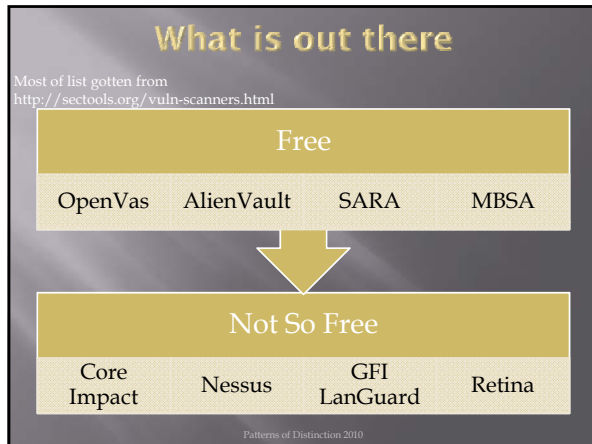 What is out there
Most of list gotten from
http://sectools.org/vuln-scanners.html
Free
OpenVas AlienVault SARA MBSA
Not So Free
Core Impact Nessus GFI LanGuard Retina
Patterns of Distinction 2010